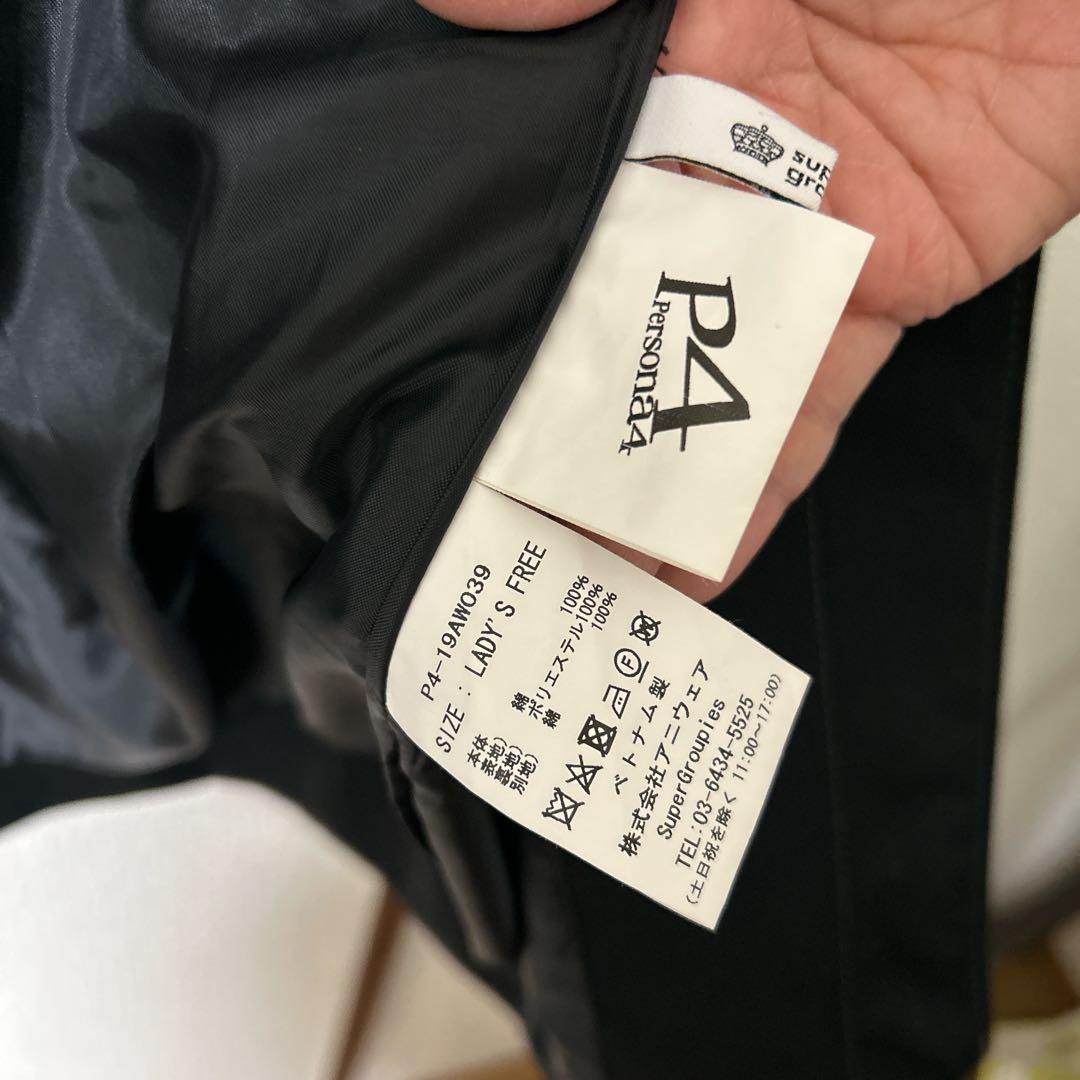 sup
gro
P4
Persona4
P4-19AW039
SIZE : LADY'S FREE
本体
表地) 綿 100%
裏地) ポリエステル100%
別地) 綿 100%
F
ベトナム製
株式会社アニウェア
SuperGroupies
TEL:03-6434-5525
(土日祝を除く 11:00~17:00)